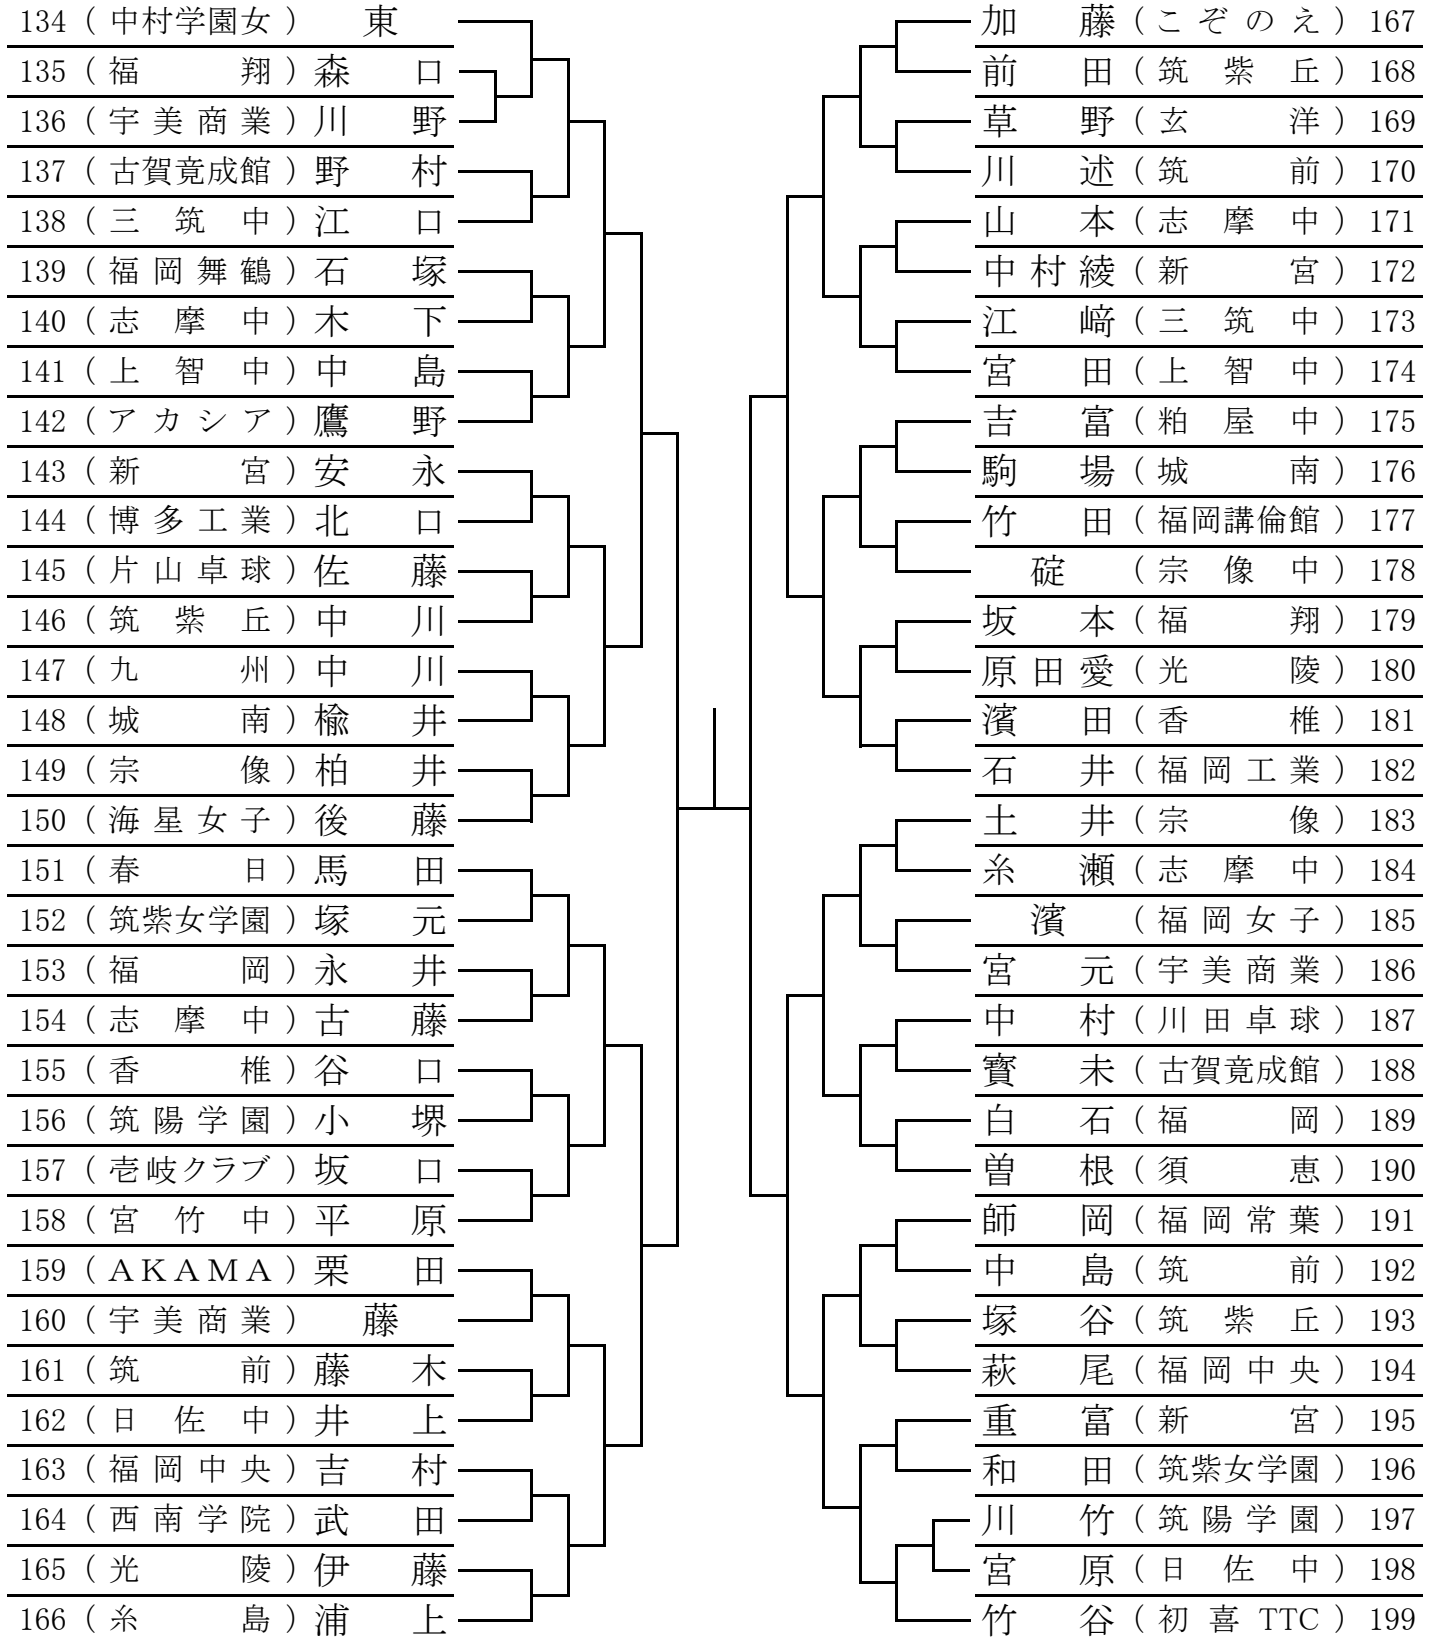 134 （ 中村学園女 ） 東
135 （ 福 翔 ） 森 口
136 （ 宇 美 商 業 ） 川 野
137 （ 古賀竟成館 ） 野 村
138 （ 三 筑 中 ） 江 口
139 （ 福 岡 舞 鶴 ） 石 塚
140 （ 志 摩 中 ） 木 下
141 （ 上 智 中 ） 中 島
142 （ ア カ シ ア ） 鷹 野
143 （ 新 宮 ） 安 永
144 （ 博 多 工 業 ） 北 口
145 （ 片 山 卓 球 ） 佐 藤
146 （ 筑 紫 丘 ） 中 川
147 （ 九 州 ） 中 川
148 （ 城 南 ） 楡 井
149 （ 宗 像 ） 柏 井
150 （ 海 星 女 子 ） 後 藤
151 （ 春 日 ） 馬 田
152 （ 筑紫女学園 ） 塚 元
153 （ 福 岡 ） 永 井
154 （ 志 摩 中 ） 古 藤
155 （ 香 椎 ） 谷 口
156 （ 筑 陽 学 園 ） 小 堺
157 （ 壱岐クラブ ） 坂 口
158 （ 宮 竹 中 ） 平 原
159 （ ＡＫＡＭＡ ） 栗 田
160 （ 宇 美 商 業 ） 藤
161 （ 筑 前 ） 藤 木
162 （ 日 佐 中 ） 井 上
163 （ 福 岡 中 央 ） 吉 村
164 （ 西 南 学 院 ） 武 田
165 （ 光 陵 ） 伊 藤
166 （ 糸 島 ） 浦 上
加 藤 （ こ ぞ の え ） 167
前 田 （ 筑 紫 丘 ） 168
草 野 （ 玄 洋 ） 169
川 述 （ 筑 前 ） 170
山 本 （ 志 摩 中 ） 171
中 村 綾 （ 新 宮 ） 172
江 﨑 （ 三 筑 中 ） 173
宮 田 （ 上 智 中 ） 174
吉 富 （ 粕 屋 中 ） 175
駒 場 （ 城 南 ） 176
竹 田 （ 福岡講倫館 ） 177
碇 （ 宗 像 中 ） 178
坂 本 （ 福 翔 ） 179
原 田 愛 （ 光 陵 ） 180
濱 田 （ 香 椎 ） 181
石 井 （ 福 岡 工 業 ） 182
土 井 （ 宗 像 ） 183
糸 瀬 （ 志 摩 中 ） 184
濱 （ 福 岡 女 子 ） 185
宮 元 （ 宇 美 商 業 ） 186
中 村 （ 川 田 卓 球 ） 187
寳 未 （ 古賀竟成館 ） 188
白 石 （ 福 岡 ） 189
曽 根 （ 須 恵 ） 190
師 岡 （ 福 岡 常 葉 ） 191
中 島 （ 筑 前 ） 192
塚 谷 （ 筑 紫 丘 ） 193
萩 尾 （ 福 岡 中 央 ） 194
重 富 （ 新 宮 ） 195
和 田 （ 筑紫女学園 ） 196
川 竹 （ 筑 陽 学 園 ） 197
宮 原 （ 日 佐 中 ） 198
竹 谷 （ 初 喜 TTC ） 199